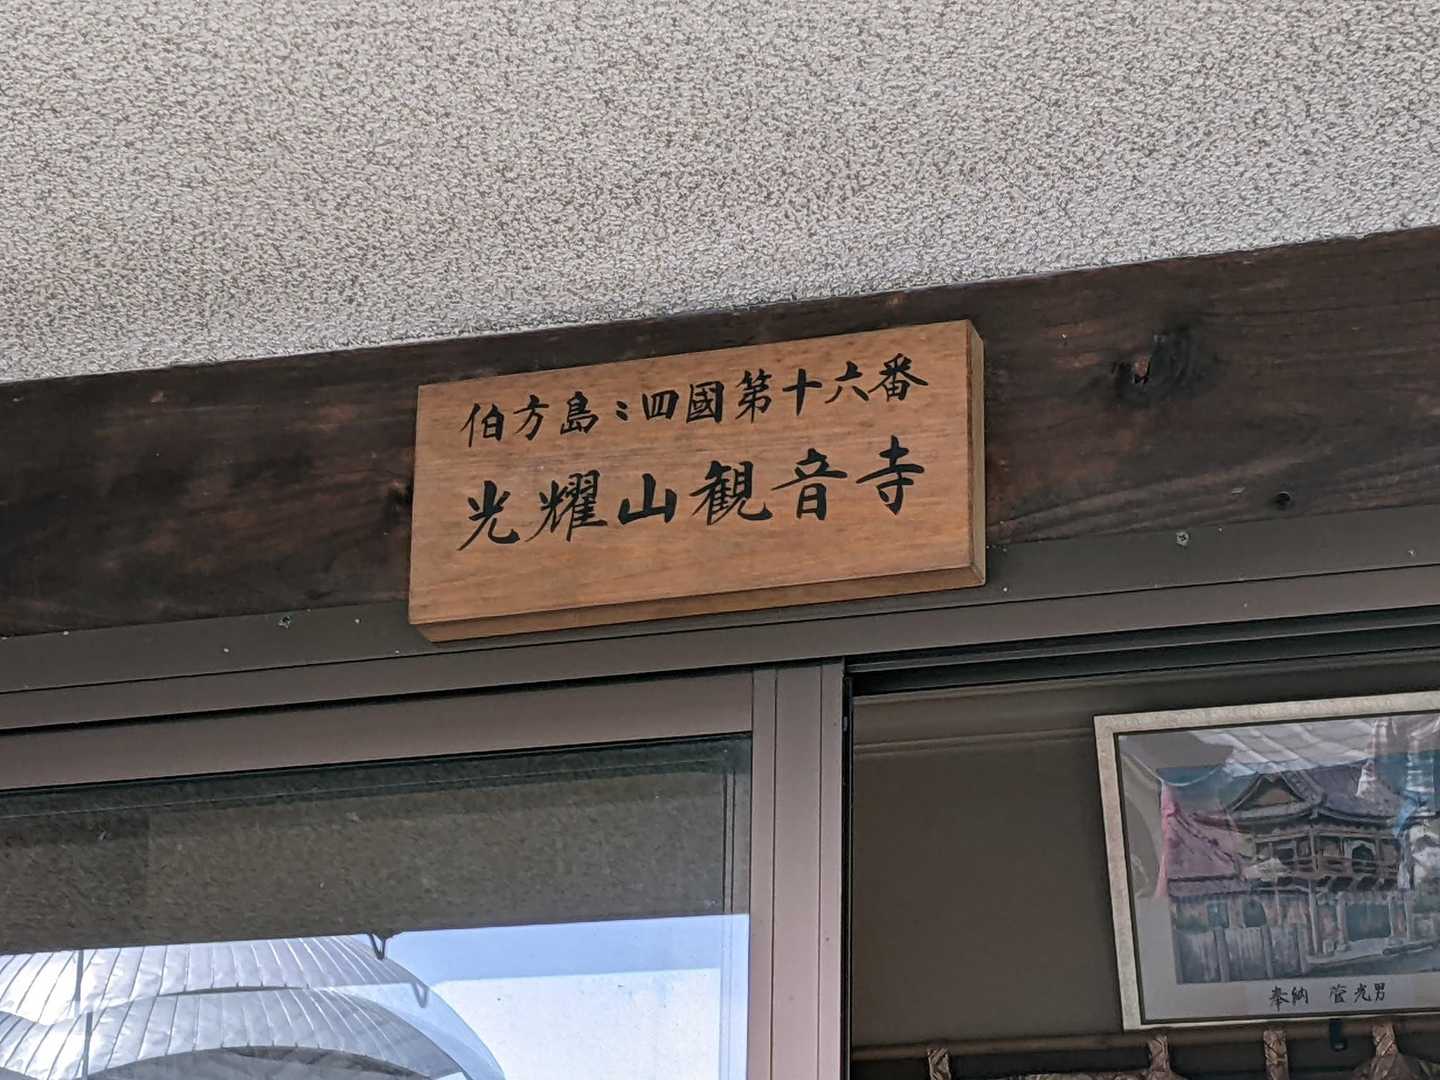 伯方島ミ四國第十六番
光耀山観音寺
奉納 菅光男